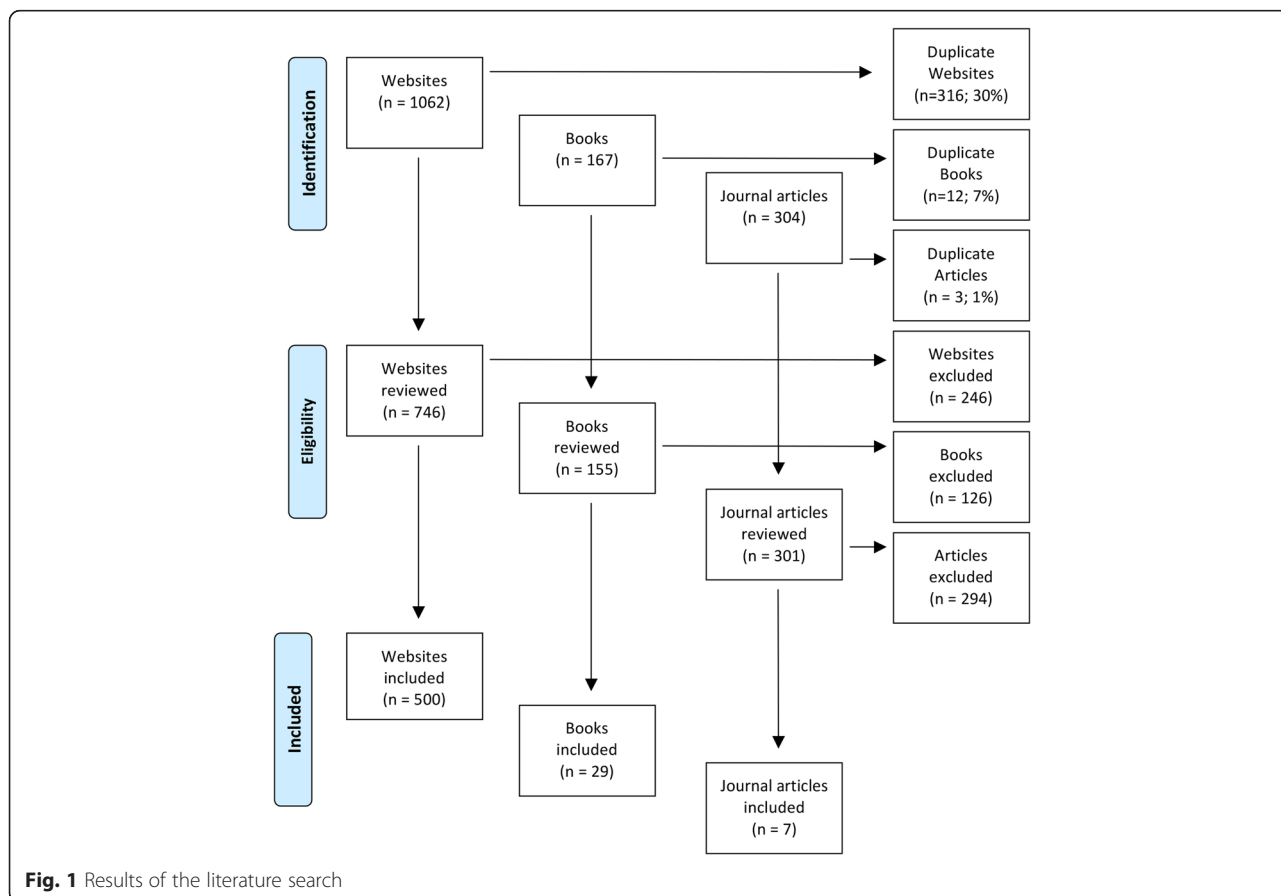 Identification
Websites
(n = 1062)
Duplicate
Websites
(n=316; 30%)
Books
(n = 167)
Duplicate
Books
(n=12; 7%)
Journal articles
(n = 304)
Duplicate
Articles
(n = 3; 1%)
Eligibility
Websites
reviewed
(n = 746)
Websites
excluded
(n = 246)
Books
reviewed
(n = 155)
Books
excluded
(n = 126)
Journal articles
reviewed
(n = 301)
Articles
excluded
(n = 294)
Included
Websites
included
(n = 500)
Books
included
(n = 29)
Journal articles
included
(n = 7)
Fig. 1 Results of the literature search